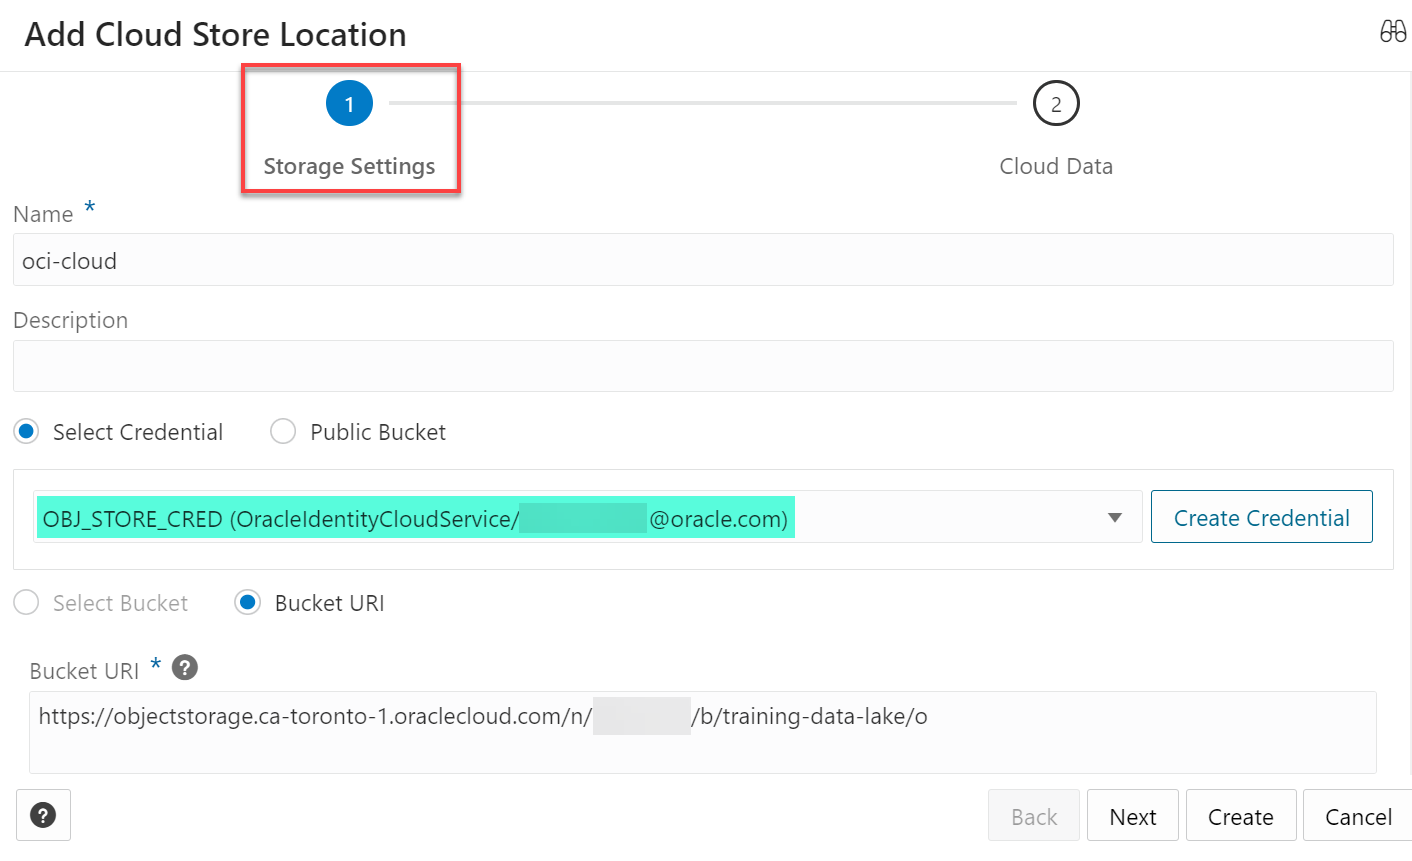 Add Cloud Store Location
1
2
Storage Settings
Cloud Data
Name *
oci-cloud
Description
Select Credential
Public Bucket
OBJ_STORE_CRED (OracleIdentityCloudService/ @oracle.com)
Create Credential
Select Bucket
Bucket URI
Bucket URI * ?
https://objectstorage.ca-toronto-1.oraclecloud.com/n/ /b/training-data-lake/o
?
Back
Next
Create
Cancel